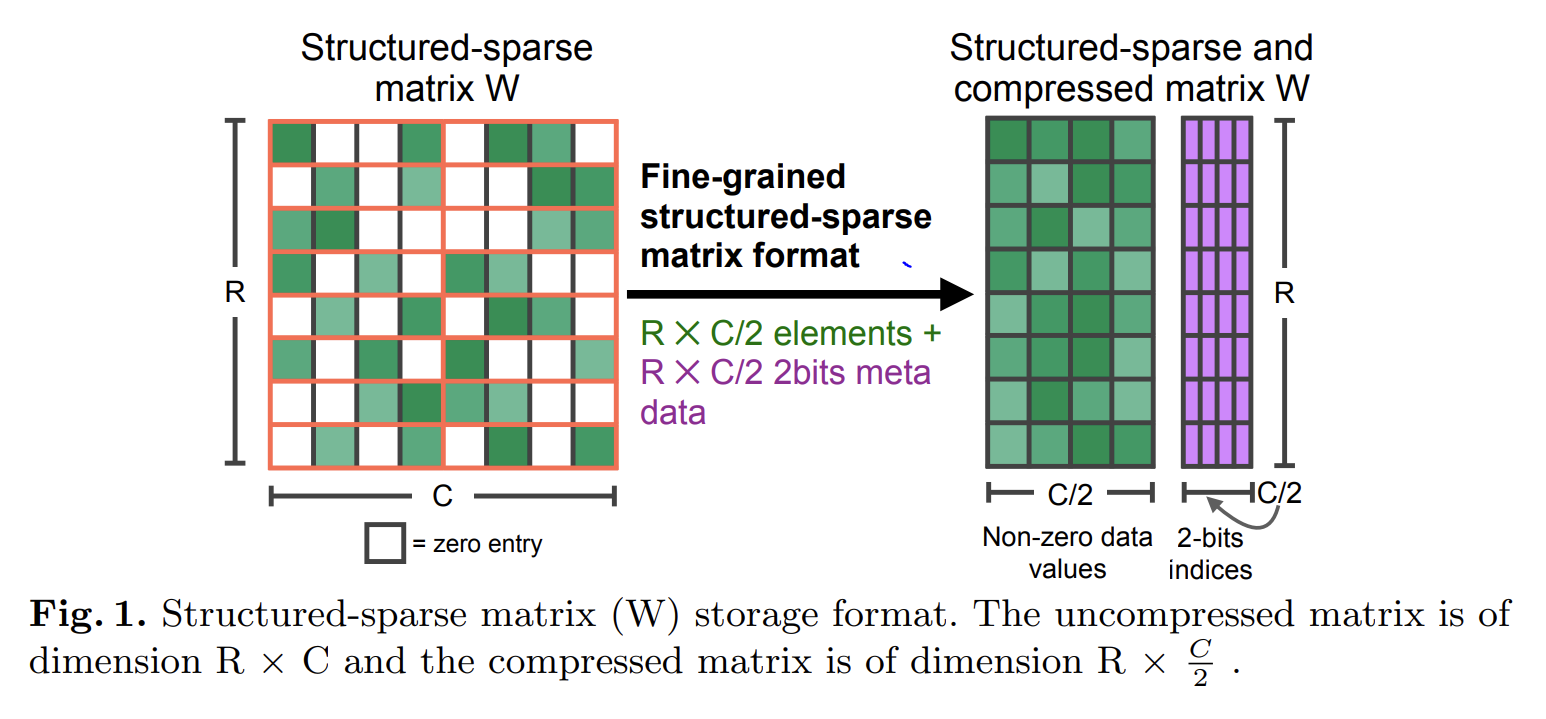 Structured-sparse
matrix W
Structured-sparse and
compressed matrix W
R
Fine-grained
structured-sparse
matrix format
R × C/2 elements +
R × C/2 2bits meta
data
R
C
= zero entry
C/2
C/2
Non-zero data
values
2-bits
indices
Fig. 1. Structured-sparse matrix (W) storage format. The uncompressed matrix is of
dimension R × C and the compressed matrix is of dimension R × C/2 .